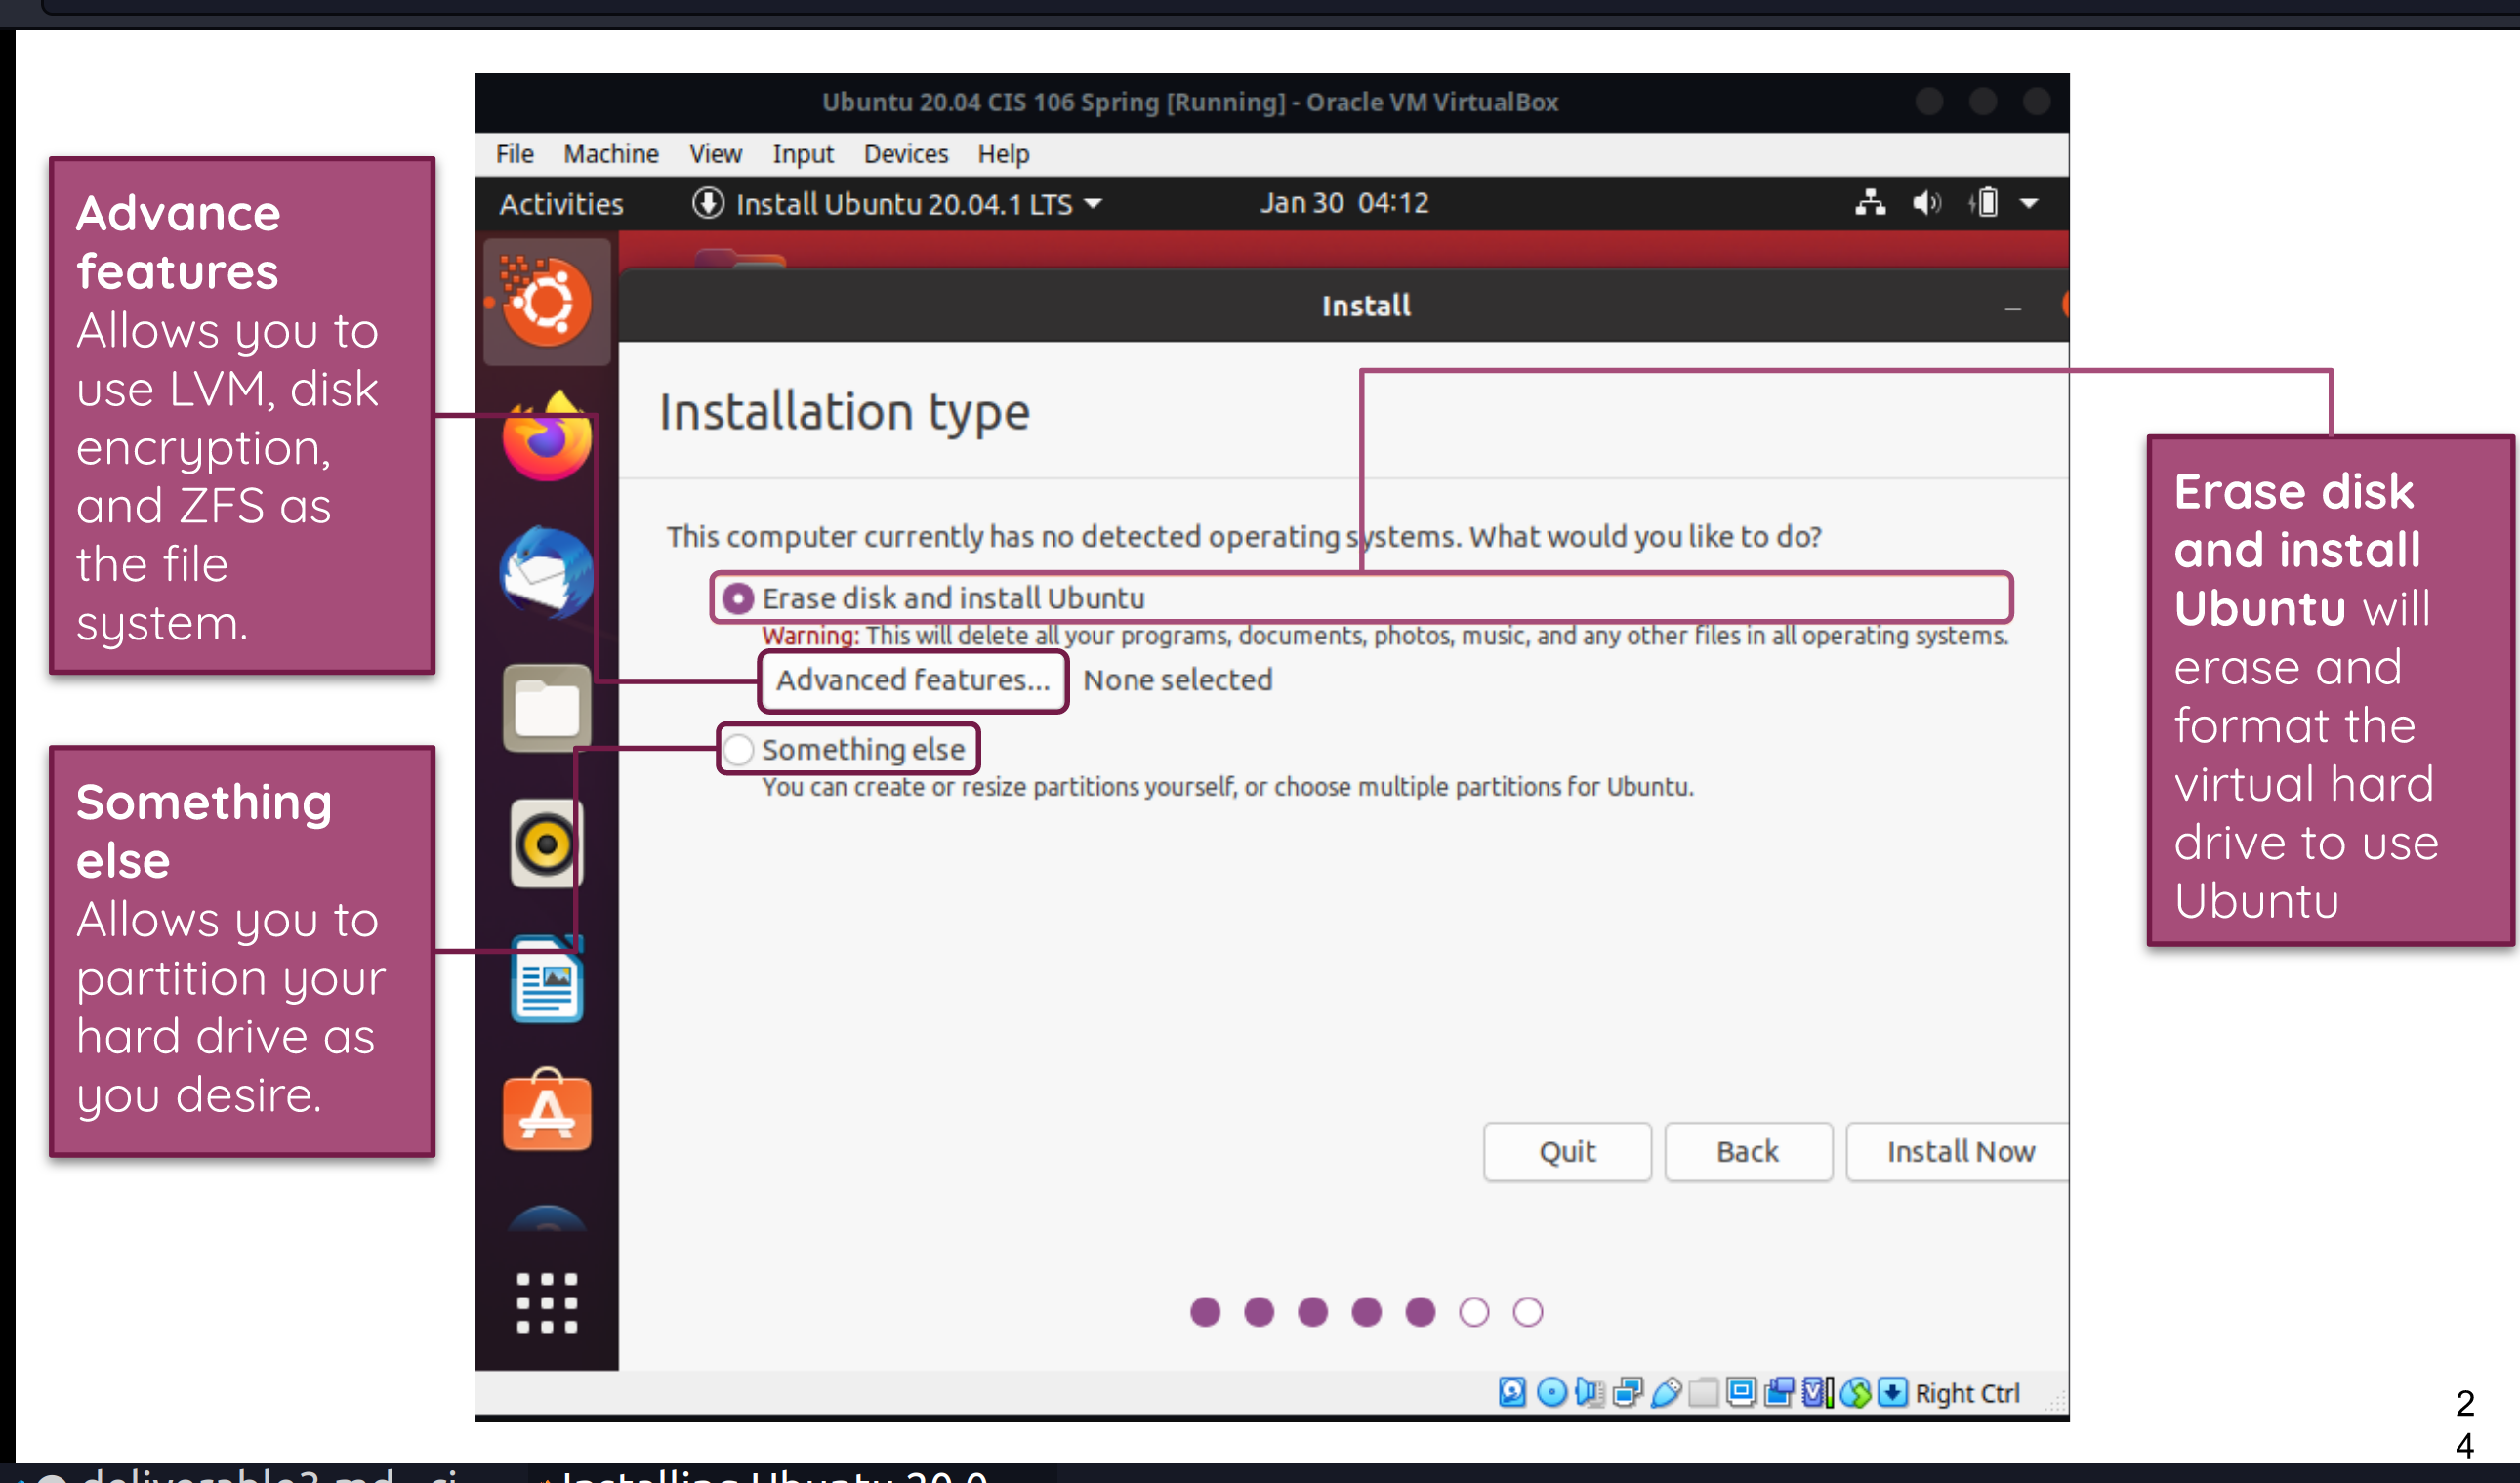 Ubuntu 20.04 CIS 106 Spring [Running] - Oracle VM VirtualBox
File Machine View Input Devices Help
Activities Install Ubuntu 20.04.1 LTS Jan 30 04:12
Install
Advance
features
Allows you to
use LVM, disk
encryption,
and ZFS as
the file
system.
Something
else
Allows you to
partition your
hard drive as
you desire.
Installation type
This computer currently has no detected operating systems. What would you like to do?
Erase disk and install Ubuntu
Warning: This will delete all your programs, documents, photos, music, and any other files in all operating systems.
Advanced features... None selected
Something else
You can create or resize partitions yourself, or choose multiple partitions for Ubuntu.
Quit Back Install Now
Right Ctrl
Erase disk
and install
Ubuntu will
erase and
format the
virtual hard
drive to use
Ubuntu
2
4
deliverable3.md - ci
Installing Ubuntu 20.0